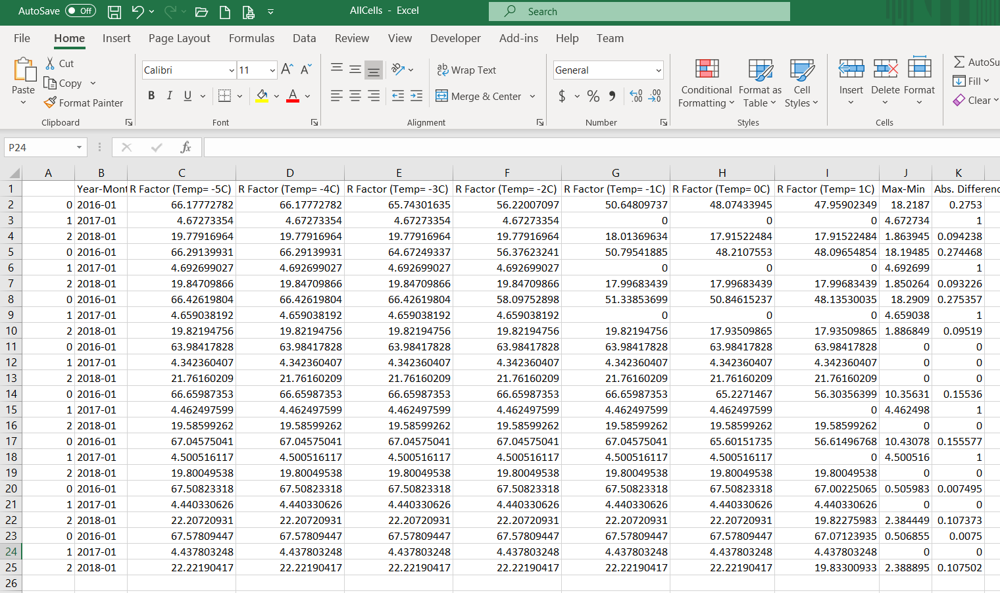 AutoSave Off AllCells - Excel Search
File Home Insert Page Layout Formulas Data Review View Developer Add-ins Help Team
Paste
Cut
Copy
Format Painter
Clipboard
Calibri 11
B I U A
Font
ab Wrap Text
Merge & Center
Alignment
General
$ % 9 .00 .00
Number
Conditional Formatting
Format as Table
Cell Styles
Styles
Insert Delete Format
Cells
AutoSu
Fill
Clear
P24 fx
A B C D E F G H I J K
1 Year-Mont R Factor (Temp= -5C) R Factor (Temp= -4C) R Factor (Temp= -3C) R Factor (Temp= -2C) R Factor (Temp= -1C) R Factor (Temp= 0C) R Factor (Temp= 1C) Max-Min Abs. Differenc
2 0 2016-01 66.17772782 66.17772782 65.74301635 56.22007097 50.64809737 48.07433945 47.95902349 18.2187 0.2753
3 1 2017-01 4.67273354 4.67273354 4.67273354 4.67273354 0 0 0 4.672734 1
4 2 2018-01 19.77916964 19.77916964 19.77916964 19.77916964 18.01369634 17.91522484 17.91522484 1.863945 0.094238
5 0 2016-01 66.29139931 66.29139931 64.67249337 56.37623241 50.79541885 48.2107553 48.09654854 18.19485 0.274468
6 1 2017-01 4.692699027 4.692699027 4.692699027 4.692699027 0 0 0 4.692699 1
7 2 2018-01 19.84709866 19.84709866 19.84709866 19.84709866 17.99683439 17.99683439 17.99683439 1.850264 0.093226
8 0 2016-01 66.42619804 66.42619804 66.42619804 58.09752898 51.33853699 50.84615237 48.13530035 18.2909 0.275357
9 1 2017-01 4.659038192 4.659038192 4.659038192 4.659038192 0 0 0 4.659038 1
10 2 2018-01 19.82194756 19.82194756 19.82194756 19.82194756 19.82194756 17.93509865 17.93509865 1.886849 0.09519
11 0 2016-01 63.98417828 63.98417828 63.98417828 63.98417828 63.98417828 63.98417828 63.98417828 0 0
12 1 2017-01 4.342360407 4.342360407 4.342360407 4.342360407 4.342360407 4.342360407 4.342360407 0 0
13 2 2018-01 21.76160209 21.76160209 21.76160209 21.76160209 21.76160209 21.76160209 21.76160209 0 0
14 0 2016-01 66.65987353 66.65987353 66.65987353 66.65987353 66.65987353 65.2271467 56.30356399 10.35631 0.15536
15 1 2017-01 4.462497599 4.462497599 4.462497599 4.462497599 4.462497599 4.462497599 0 4.462498 1
16 2 2018-01 19.58599262 19.58599262 19.58599262 19.58599262 19.58599262 19.58599262 19.58599262 0 0
17 0 2016-01 67.04575041 67.04575041 67.04575041 67.04575041 67.04575041 65.60151735 56.61496768 10.43078 0.155577
18 1 2017-01 4.500516117 4.500516117 4.500516117 4.500516117 4.500516117 4.500516117 0 4.500516 1
19 2 2018-01 19.80049538 19.80049538 19.80049538 19.80049538 19.80049538 19.80049538 19.80049538 0 0
20 0 2016-01 67.50823318 67.50823318 67.50823318 67.50823318 67.50823318 67.50823318 67.00225065 0.505983 0.007495
21 1 2017-01 4.440330626 4.440330626 4.440330626 4.440330626 4.440330626 4.440330626 4.440330626 0 0
22 2 2018-01 22.20720931 22.20720931 22.20720931 22.20720931 22.20720931 22.20720931 19.82275983 2.384449 0.107373
23 0 2016-01 67.57809447 67.57809447 67.57809447 67.57809447 67.57809447 67.57809447 67.07123935 0.506855 0.0075
24 1 2017-01 4.437803248 4.437803248 4.437803248 4.437803248 4.437803248 4.437803248 4.437803248 0 0
25 2 2018-01 22.22190417 22.22190417 22.22190417 22.22190417 22.22190417 22.22190417 19.83300933 2.388895 0.107502
26